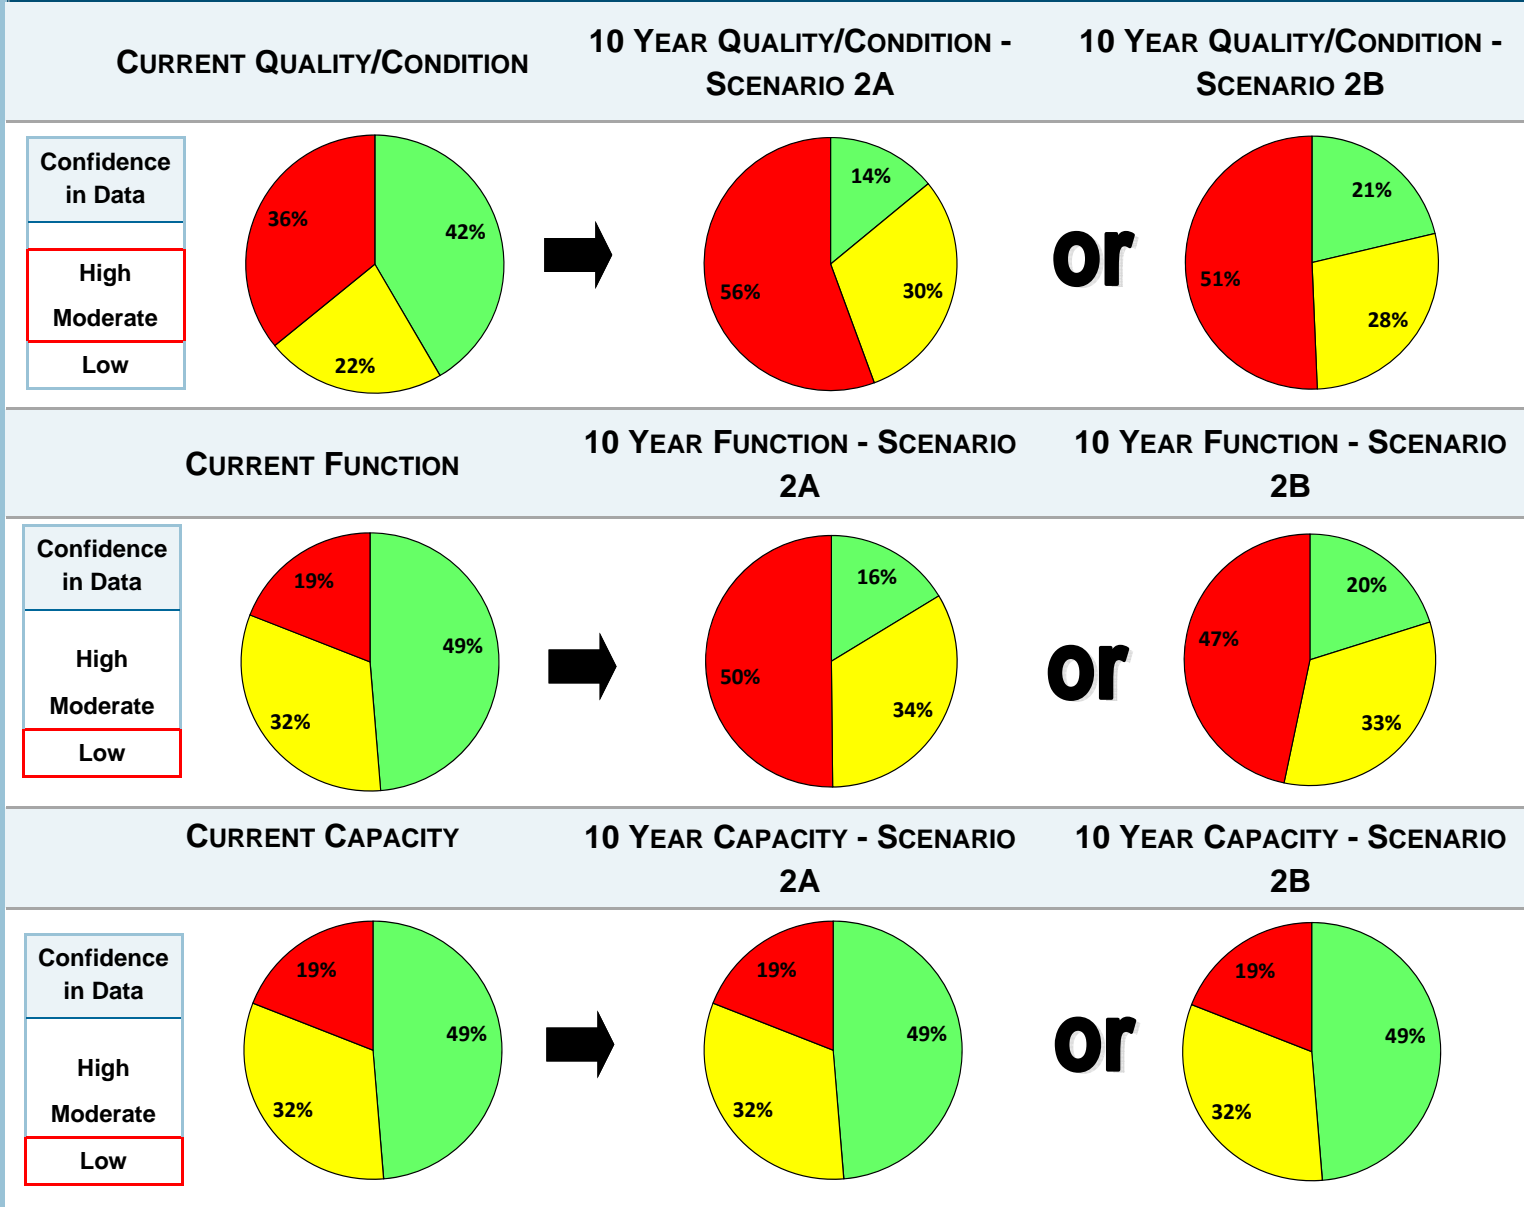 CURRENT QUALITY/CONDITION
10 YEAR QUALITY/CONDITION -
SCENARIO 2A
10 YEAR QUALITY/CONDITION -
SCENARIO 2B
Confidence
in Data
High
Moderate
Low
36%
42%
22%
14%
56%
30%
or
21%
51%
28%
CURRENT FUNCTION
10 YEAR FUNCTION - SCENARIO
2A
10 YEAR FUNCTION - SCENARIO
2B
Confidence
in Data
High
Moderate
Low
19%
49%
32%
16%
50%
34%
or
20%
47%
33%
CURRENT CAPACITY
10 YEAR CAPACITY - SCENARIO
2A
10 YEAR CAPACITY - SCENARIO
2B
Confidence
in Data
High
Moderate
Low
19%
49%
32%
19%
49%
32%
or
19%
49%
32%